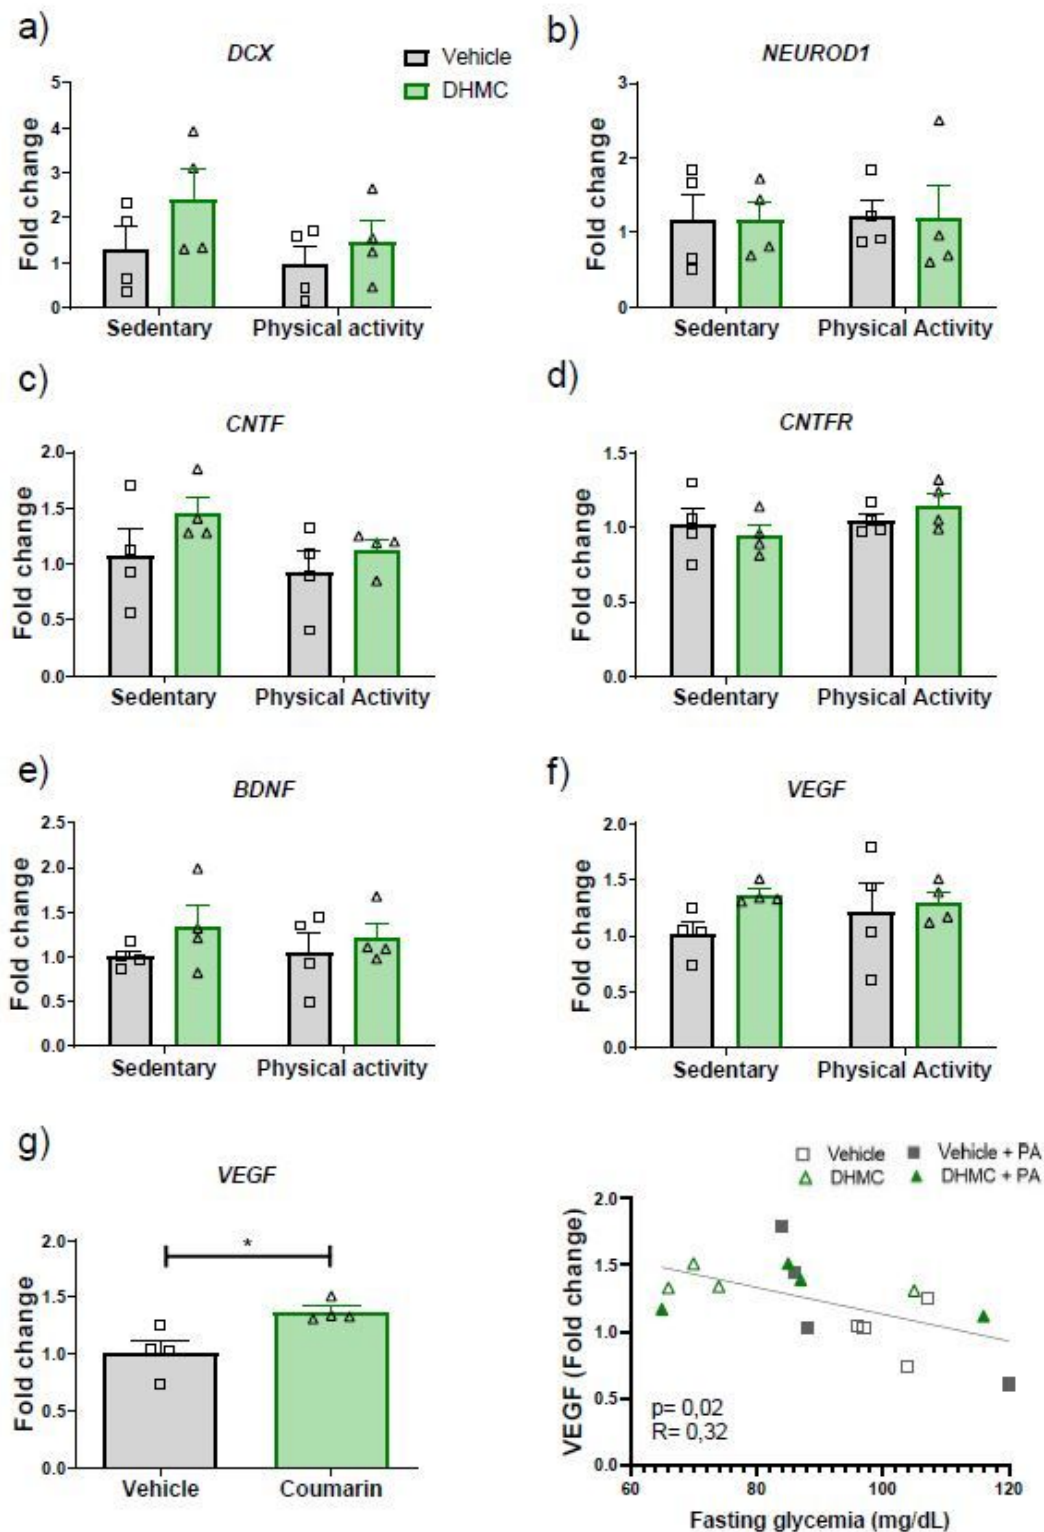 a)
DCX
Vehicle
DHMC
Fold change
5
4
3
2
1
0
Sedentary
Physical activity
b)
NEUROD1
Fold change
3
2
1
0
Sedentary
Physical Activity
c)
CNTF
Fold change
2.0
1.5
1.0
0.5
0.0
Sedentary
Physical Activity
d)
CNTFR
Fold change
1.5
1.0
0.5
0.0
Sedentary
Physical Activity
e)
BDNF
Fold change
2.5
2.0
1.5
1.0
0.5
0.0
Sedentary
Physical activity
f)
VEGF
Fold change
2.0
1.5
1.0
0.5
0.0
Sedentary
Physical Activity
g)
VEGF
*
Fold change
2.0
1.5
1.0
0.5
0.0
Vehicle
Coumarin
Vehicle
Vehicle + PA
DHMC
DHMC + PA
VEGF (Fold change)
2.0
1.5
1.0
0.5
0.0
p= 0,02
R= 0,32
60
80
100
120
Fasting glycemia (mg/dL)